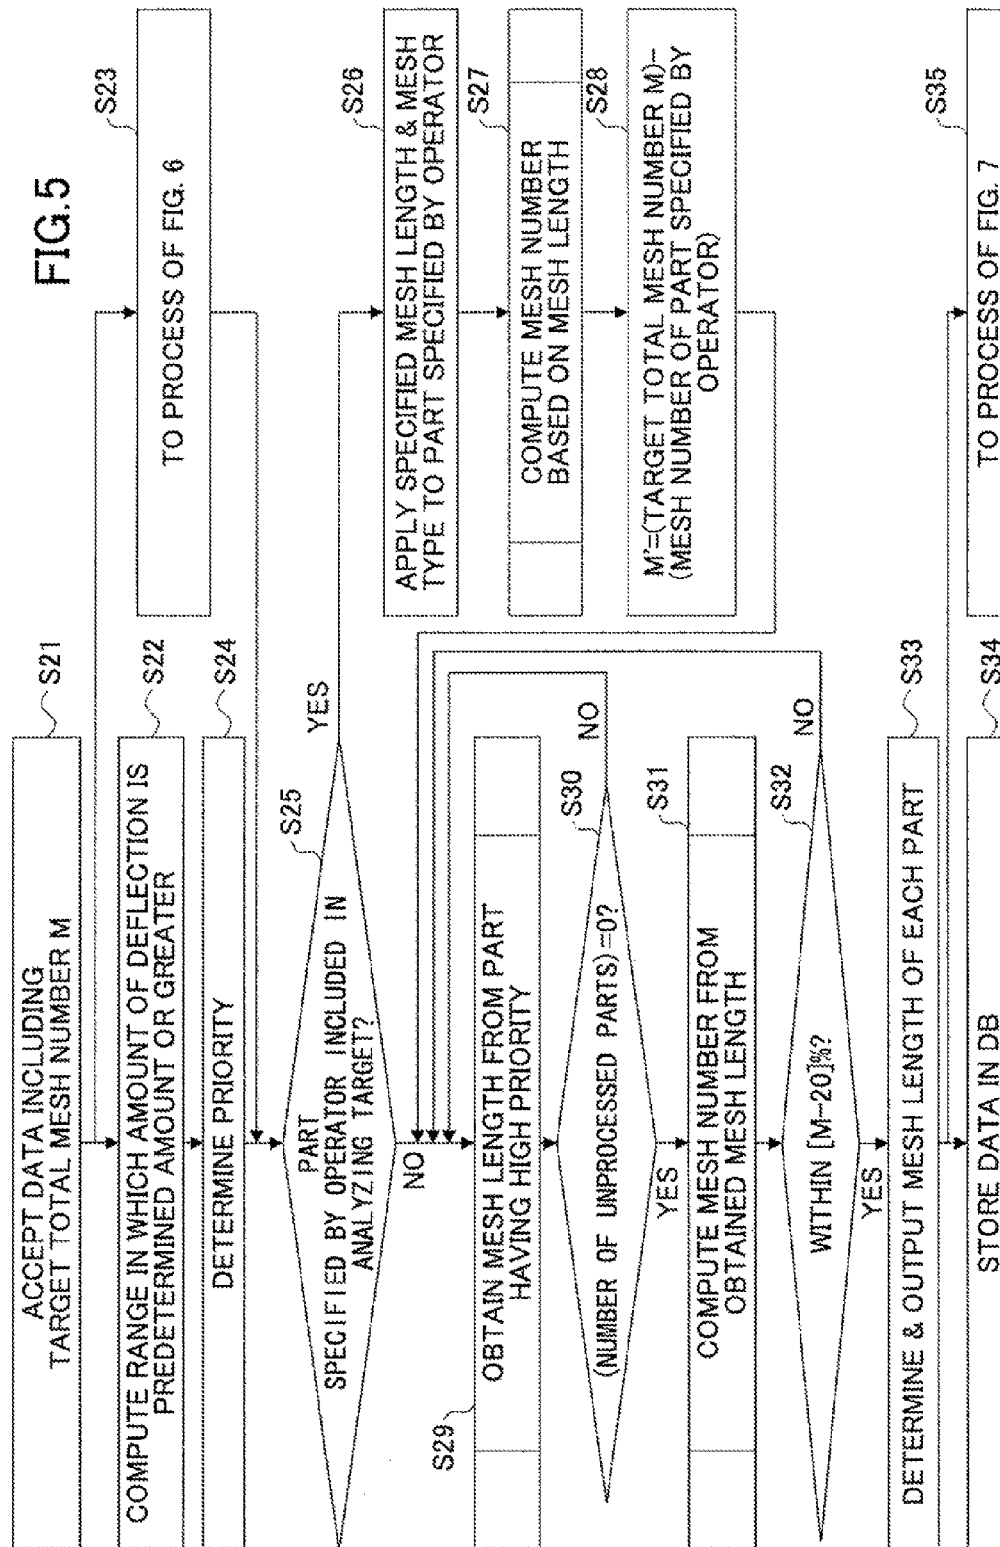 FIG.5
ACCEPT DATA INCLUDING
TARGET TOTAL MESH NUMBER M
S21
COMPUTE RANGE IN WHICH AMOUNT OF DEFLECTION IS
PREDETERMINED AMOUNT OR GREATER
S22
TO PROCESS OF FIG. 6
S23
DETERMINE PRIORITY
S24
PART
SPECIFIED BY OPERATOR INCLUDED IN
ANALYZING TARGET?
S25
YES
NO
APPLY SPECIFIED MESH LENGTH & MESH
TYPE TO PART SPECIFIED BY OPERATOR
S26
COMPUTE MESH NUMBER
BASED ON MESH LENGTH
S27
M'=(TARGET TOTAL MESH NUMBER M)-
(MESH NUMBER OF PART SPECIFIED BY
OPERATOR)
S28
S29
OBTAIN MESH LENGTH FROM PART
HAVING HIGH PRIORITY
(NUMBER OF UNPROCESSED PARTS)=0?
S30
NO
YES
COMPUTE MESH NUMBER FROM
OBTAINED MESH LENGTH
S31
WITHIN [M-20]%?
S32
NO
YES
DETERMINE & OUTPUT MESH LENGTH OF EACH PART
S33
STORE DATA IN DB
S34
TO PROCESS OF FIG. 7
S35